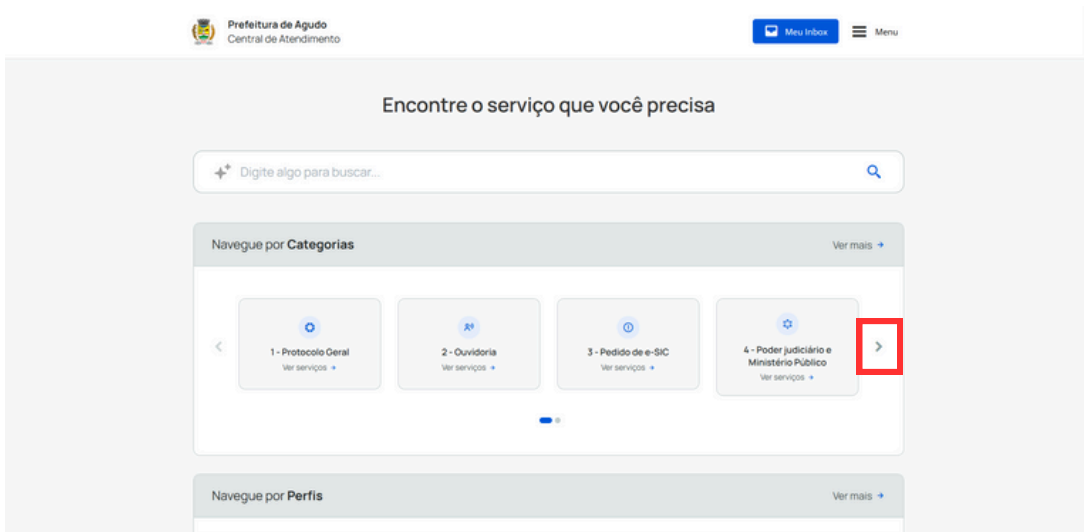 Prefeitura de Agudo
Central de Atendimento
Meu Inbox
Menu
Encontre o serviço que você precisa
Digite algo para buscar...
Navegue por Categorias
Ver mais
1 - Protocolo Geral
Ver serviços
2 - Ouvidoria
Ver serviços
3 - Pedido de e-SIC
Ver serviços
4 - Poder judiciário e
Ministério Público
Ver serviços
Navegue por Perfis
Ver mais